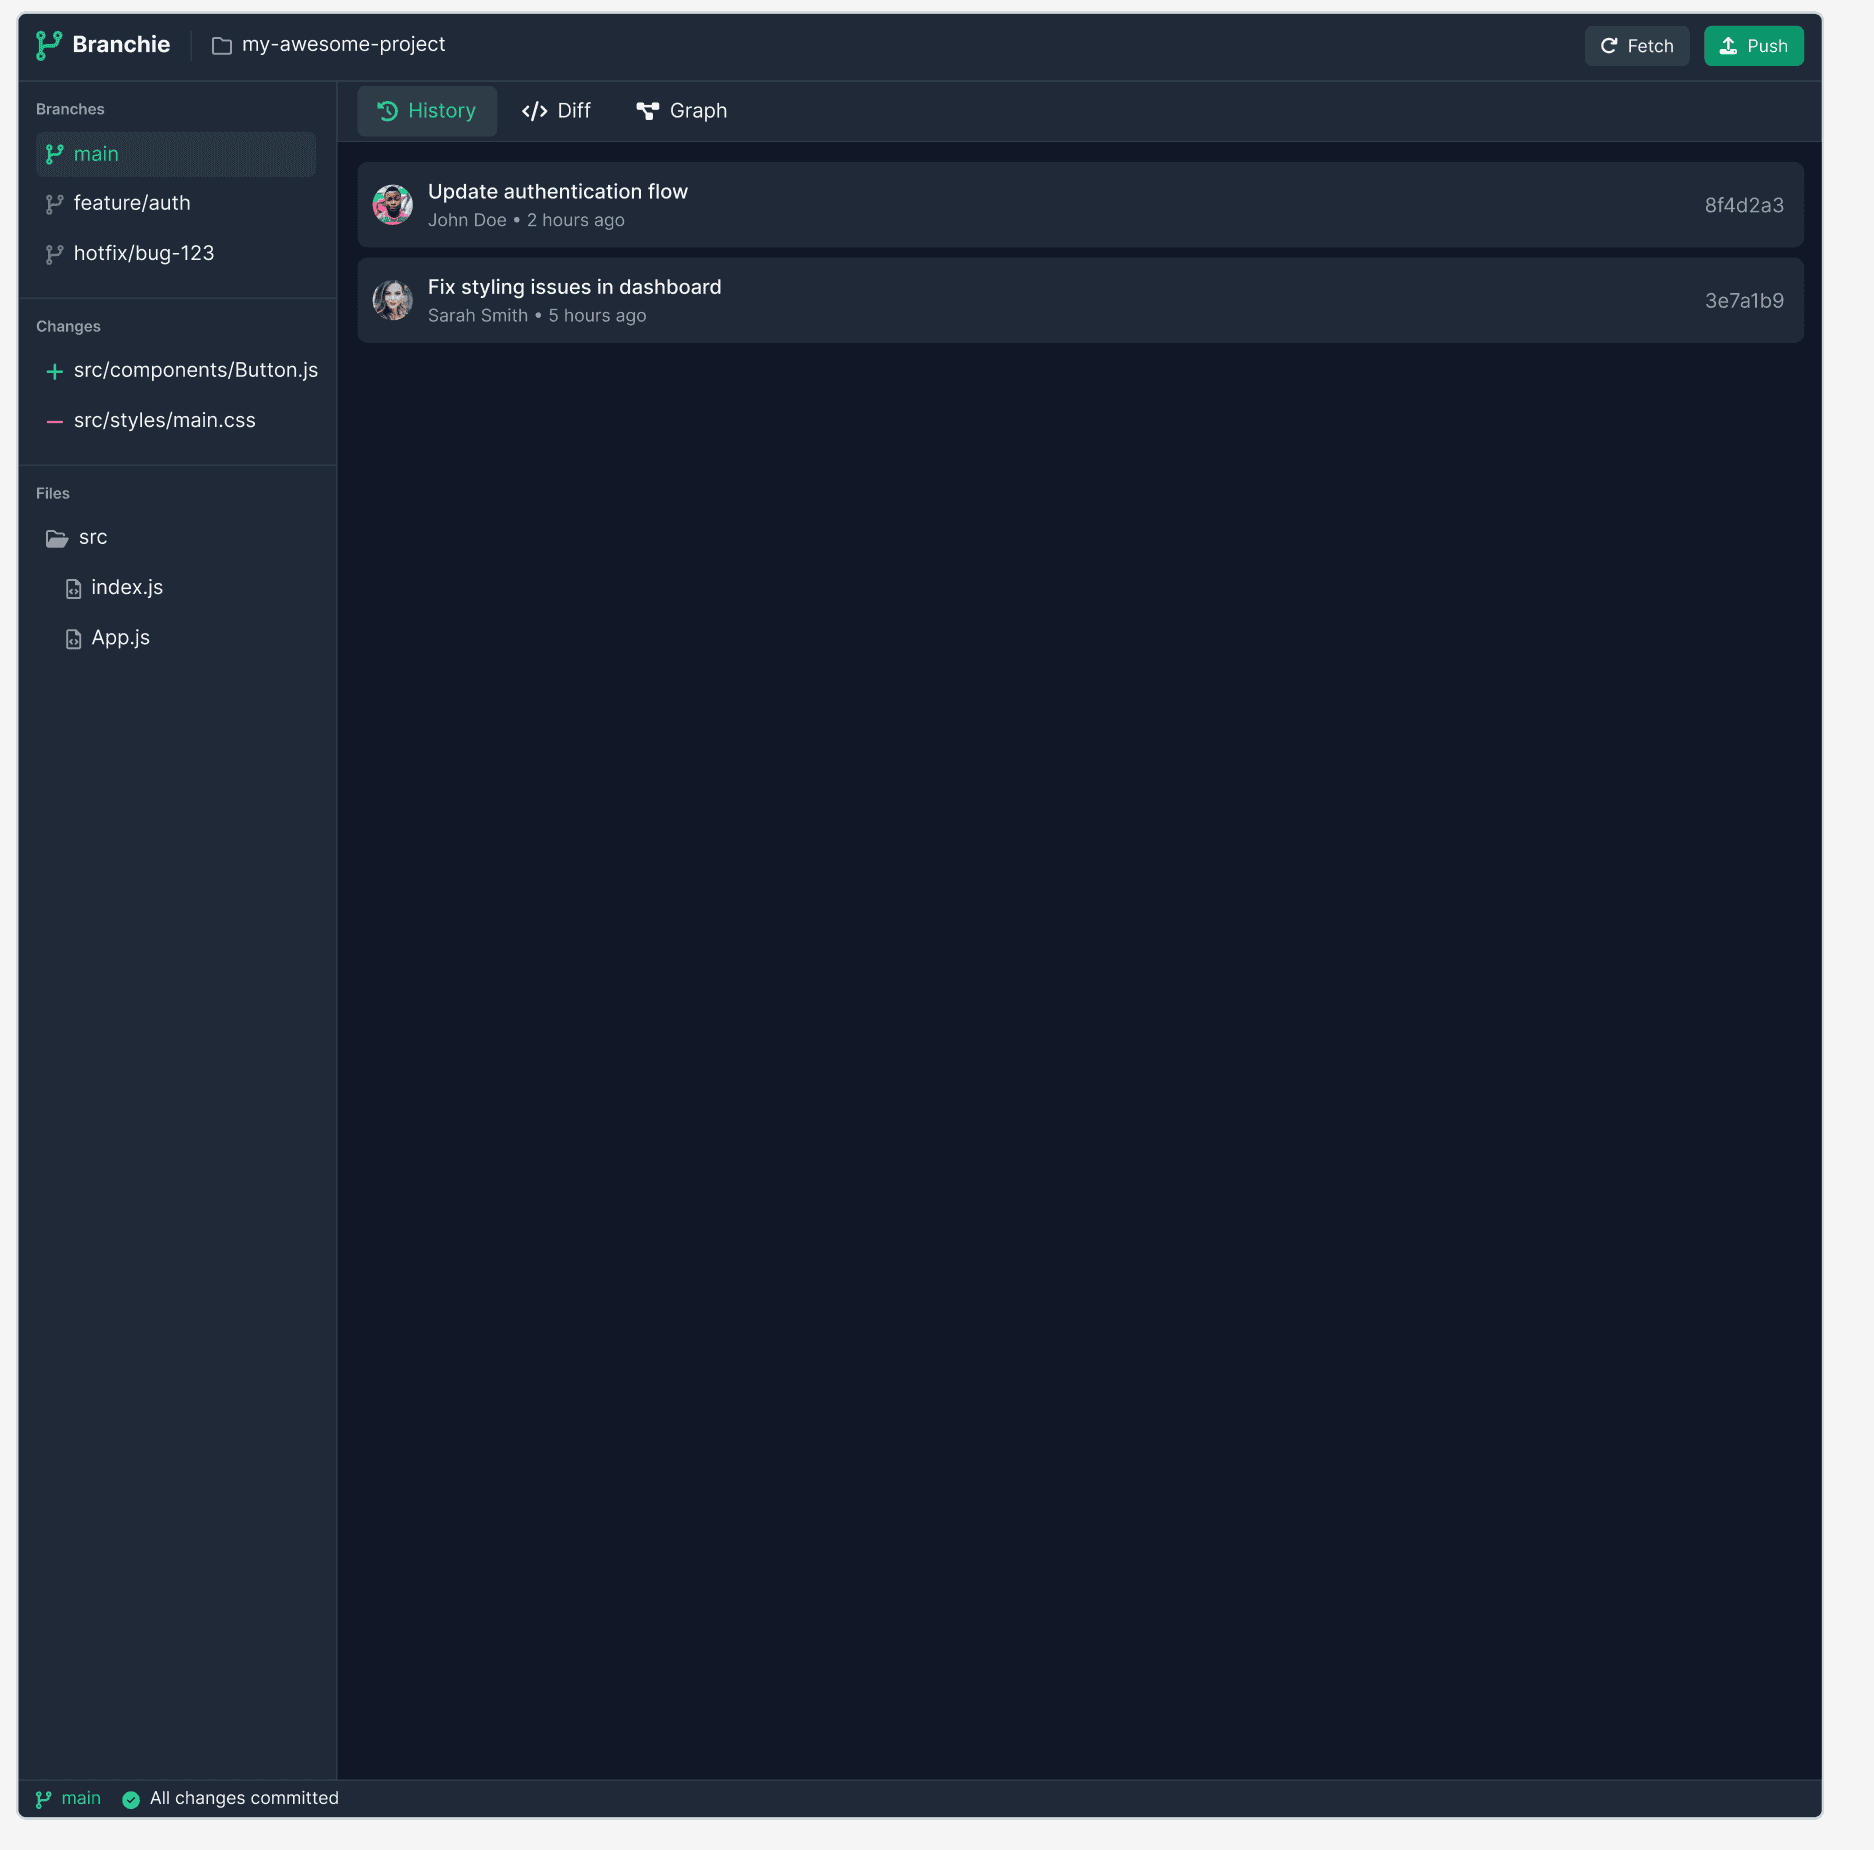 Branchie
my-awesome-project
Fetch
Push
Branches
main
feature/auth
hotfix/bug-123
Changes
src/components/Button.js
src/styles/main.css
Files
src
index.js
App.js
History
Diff
Graph
Update authentication flow
John Doe • 2 hours ago
8f4d2a3
Fix styling issues in dashboard
Sarah Smith • 5 hours ago
3e7a1b9
main
All changes committed